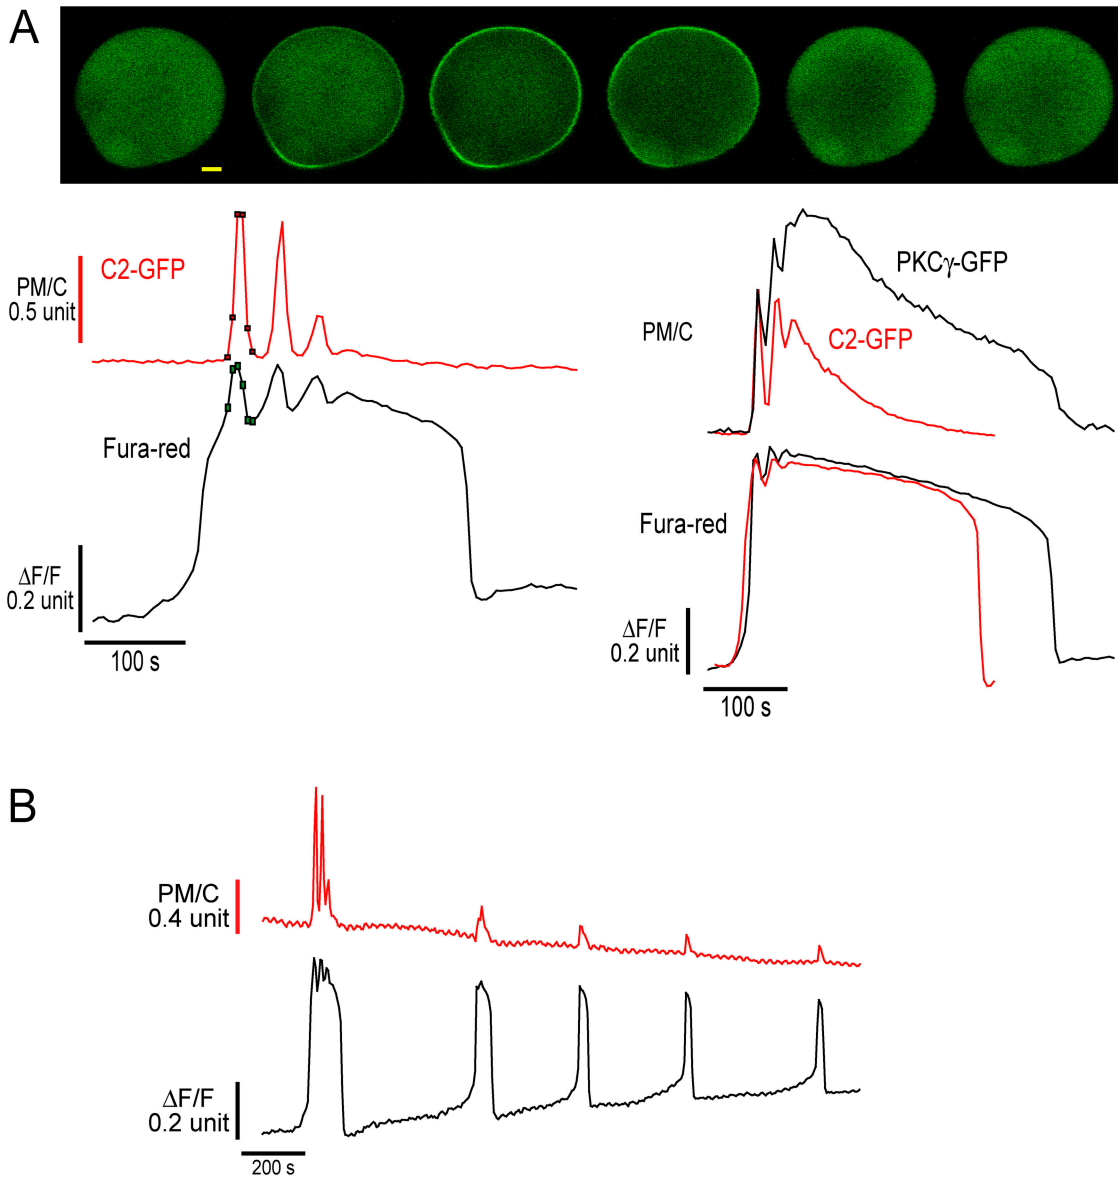 A
C2-GFP
PM/C
0.5 unit
Fura-red
ΔF/F
0.2 unit
100 s
PKCγ-GFP
PM/C
C2-GFP
Fura-red
ΔF/F
0.2 unit
100 s
B
PM/C
0.4 unit
ΔF/F
0.2 unit
200 s